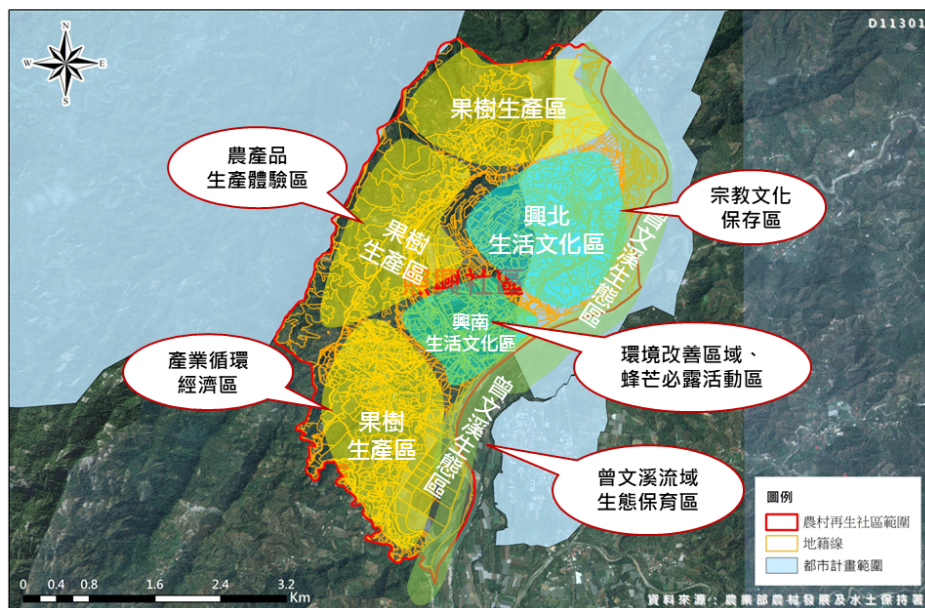 D11301
N
W
E
S
果樹生產區
農產品
生產體驗區
宗教文化
保存區
興北
生活文化區
果樹
生產區
曾文溪生態區
社區
興南
生活文化區
產業循環
經濟區
環境改善區域、
蜂芒必露活動區
果樹
生產區
曾文溪生態區
曾文溪流域
生態保育區
圖例
農村再生社區範圍
地籍線
都市計畫範圍
0 0.4 0.8 1.6 2.4 3.2
Km
資料來源：農業部農村發展及水土保持署